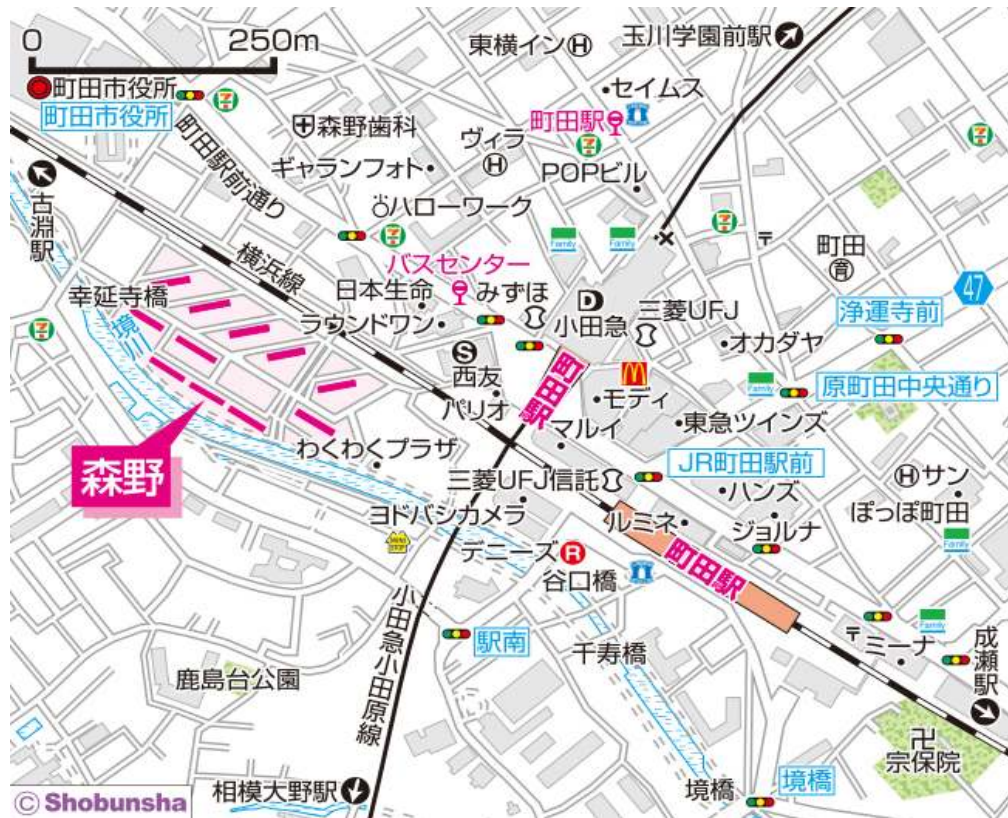 0 250m
東横イン H
玉川学園前駅
町田市役所
町田市役所
セイムス
町田駅
森野歯科
ヴィラ
H
町田駅前通り
ギャランフォト
POPビル
ハローワーク
古淵駅
横浜線
バスセンター
Family
Family
町田
育
47
幸延寺橋
日本生命
みずほ
D
小田急
三菱UFJ
浄運寺前
境川
ラウンドワン
オカダヤ
S
西友
町田駅
モディ
Family
原町田中央通り
パリオ
マルイ
東急ツインズ
森野
わくわくプラザ
JR町田駅前
三菱UFJ信託
ハンズ
H サン
ヨドバシカメラ
ルミネ
ジョルナ
ぽっぽ町田
Family
デニーズ R
谷口橋
町田駅
小田急小田原線
駅南
千寿橋
Family
ミーナ
成瀬駅
鹿島台公園
宗保院
相模大野駅
境橋
境橋
© Shobunsha